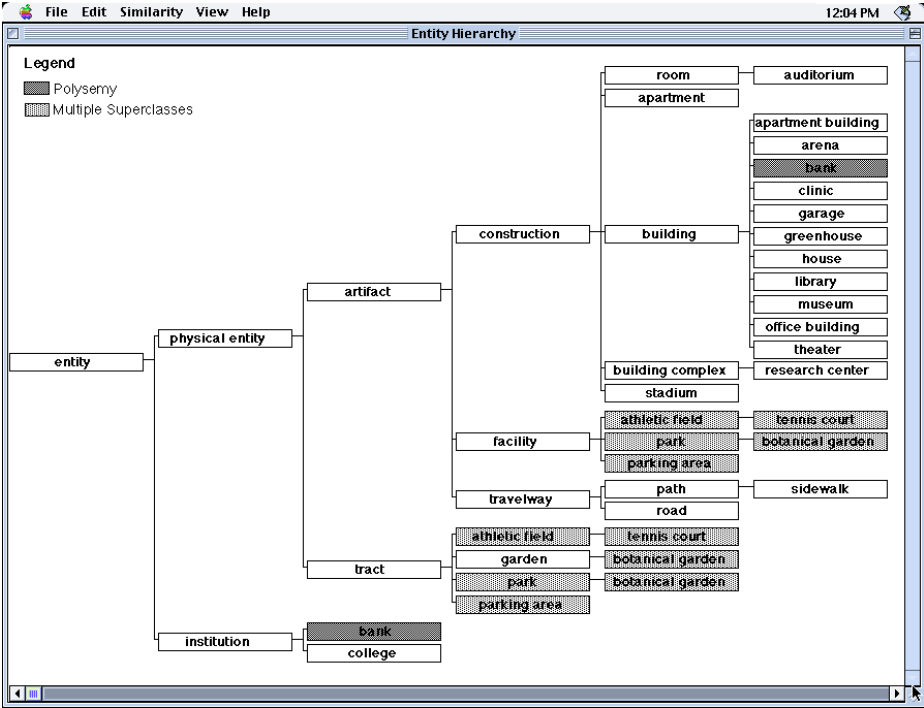 File Edit Similarity View Help 12:04 PM
Entity Hierarchy
Legend
Polysemy
Multiple Superclasses
room auditorium
apartment
apartment building
arena
bank
clinic
garage
construction building greenhouse
house
library
artifact
museum
office building
physical entity
theater
entity
building complex research center
stadium
athletic field tennis court
facility park botanical garden
parking area
path sidewalk
travelway
road
athletic field tennis court
garden botanical garden
tract
park botanical garden
parking area
bank
institution
college